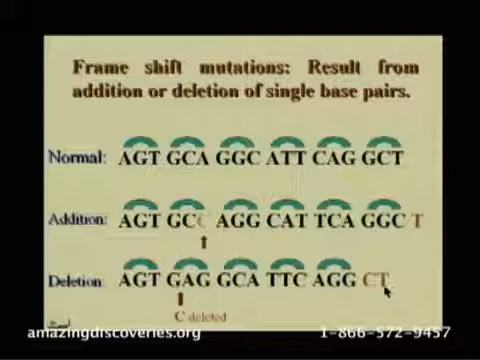 Frame shift mutations: Result from
addition or deletion of single base pairs.
Normal: AGT GCA GGC ATT CAG GCT
Addition: AGT GCC AGG CAT TCA GGC T
Deletion: AGT GAG GCA TTC AGG CT
C deleted
amazingdiscoveries.org 1-866-572-9457